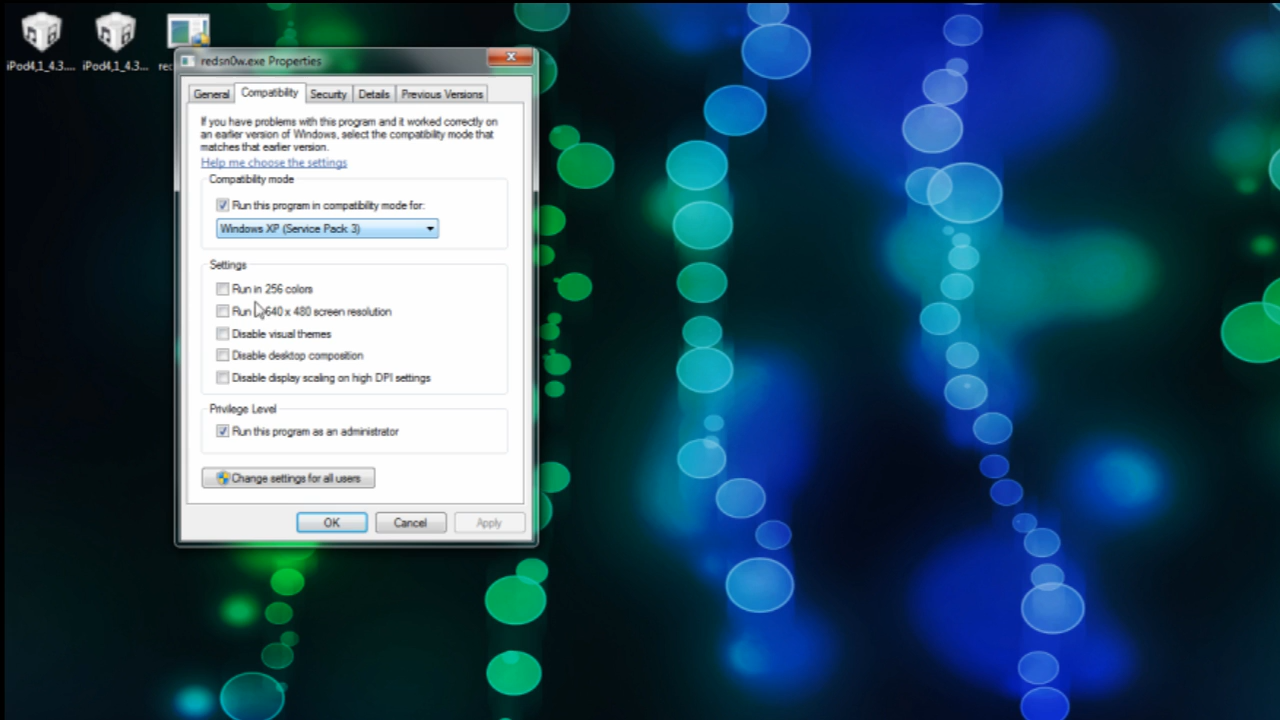 iPod4,1_4.3.... iPod4,1_4.3...
redsn0w.exe Properties
General Compatibility Security Details Previous Versions
If you have problems with this program and it worked correctly on
an earlier version of Windows, select the compatibility mode that
matches that earlier version.
Help me choose the settings
Compatibility mode
Run this program in compatibility mode for:
Windows XP (Service Pack 3)
Settings
Run in 256 colors
Run 640 x 480 screen resolution
Disable visual themes
Disable desktop composition
Disable display scaling on high DPI settings
Privilege Level
Run this program as an administrator
Change settings for all users
OK Cancel Apply